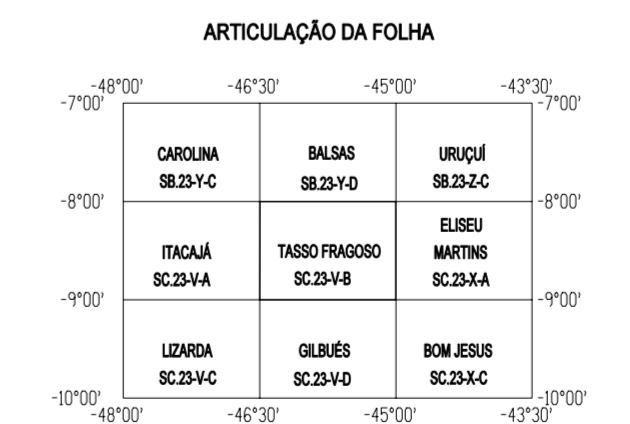 ARTICULAÇÃO DA FOLHA
-48°00' -46°30' -45°00' -43°30'
-7°00' -7°00'
CAROLINA BALSAS URUÇUÍ
SB.23-Y-C SB.23-Y-D SB.23-Z-C
-8°00' -8°00'
ELISEU
ITACAJÁ TASSO FRAGOSO MARTINS
SC.23-V-A SC.23-V-B SC.23-X-A
-9°00' -9°00'
LIZARDA GILBUÉS BOM JESUS
SC.23-V-C SC.23-V-D SC.23-X-C
-10°00' -10°00'
-48°00' -46°30' -45°00' -43°30'